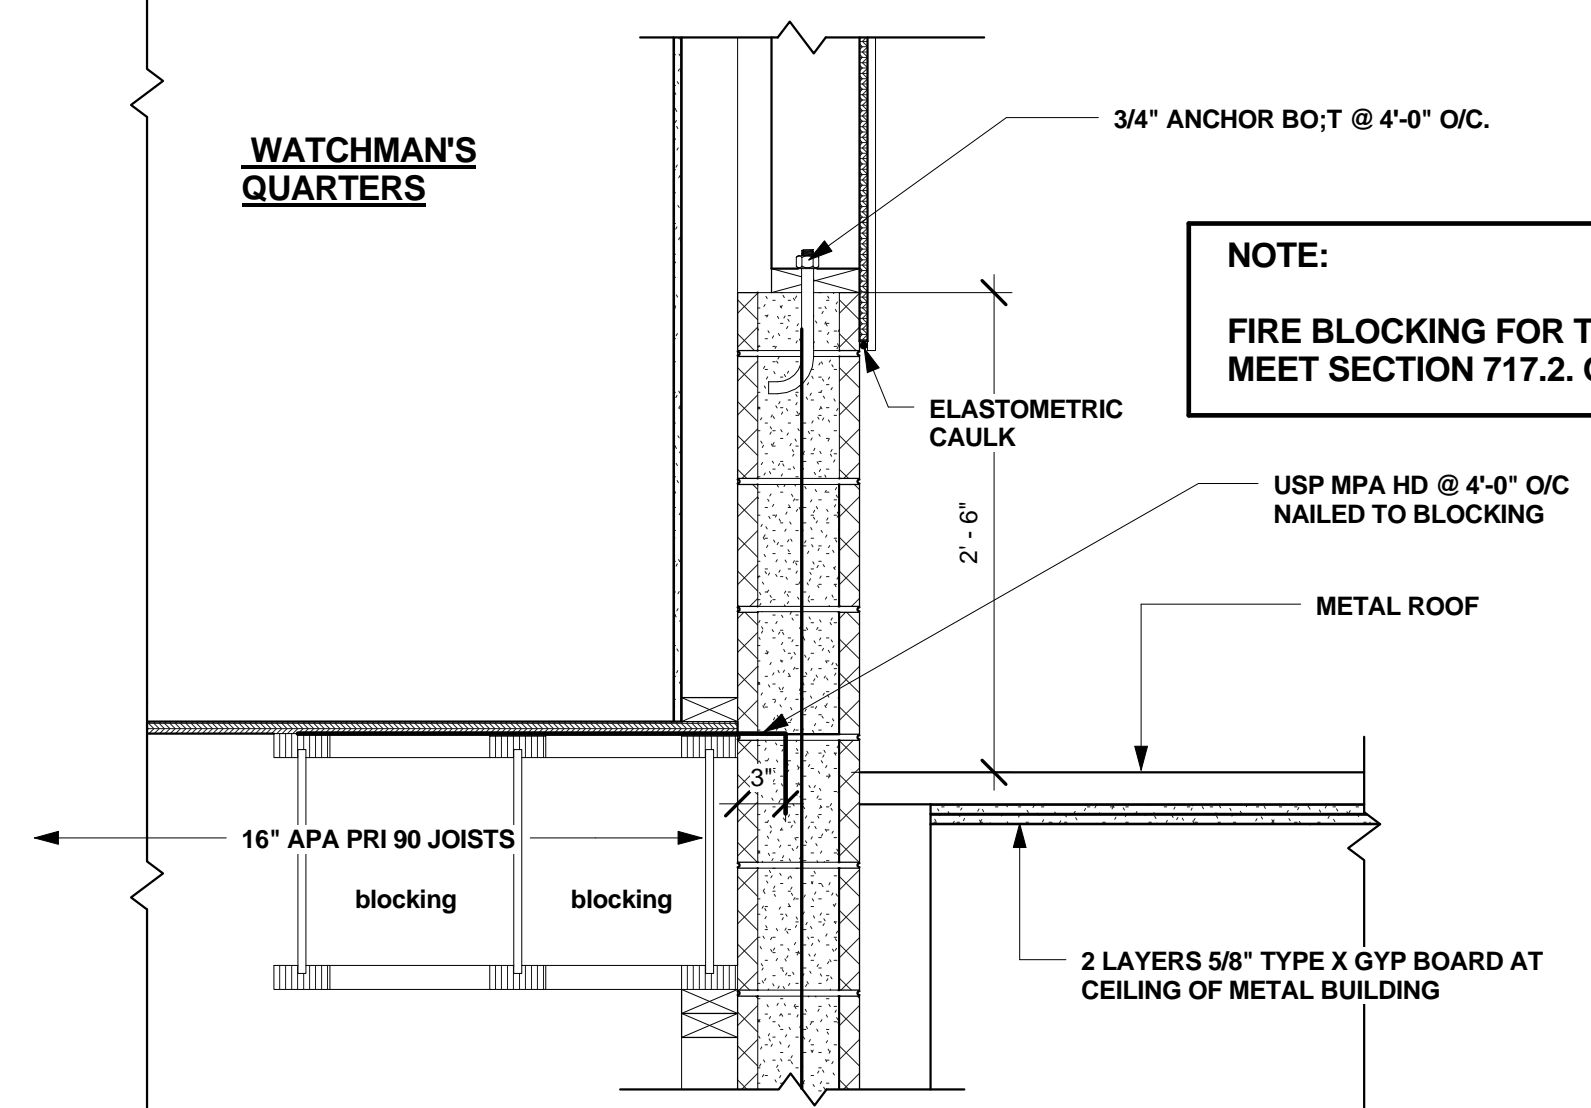 WATCHMAN'S
QUARTERS
3/4" ANCHOR BO;T @ 4'-0" O/C.
NOTE:
FIRE BLOCKING FOR T
MEET SECTION 717.2. 
ELASTOMETRIC
CAULK
2' - 6"
USP MPA HD @ 4'-0" O/C
NAILED TO BLOCKING
METAL ROOF
3"
16" APA PRI 90 JOISTS
blocking
blocking
2 LAYERS 5/8" TYPE X GYP BOARD AT
CEILING OF METAL BUILDING